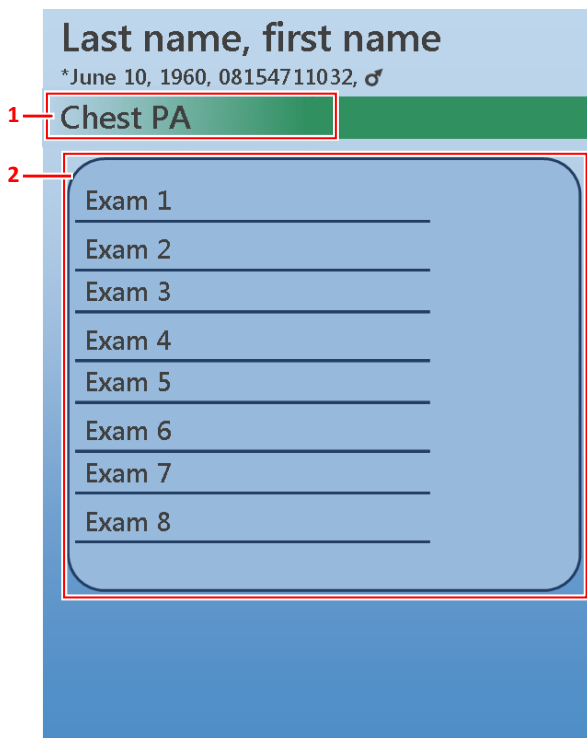 Last name, first name
*June 10, 1960, 08154711032, ♂
1 Chest PA
2
Exam 1
Exam 2
Exam 3
Exam 4
Exam 5
Exam 6
Exam 7
Exam 8